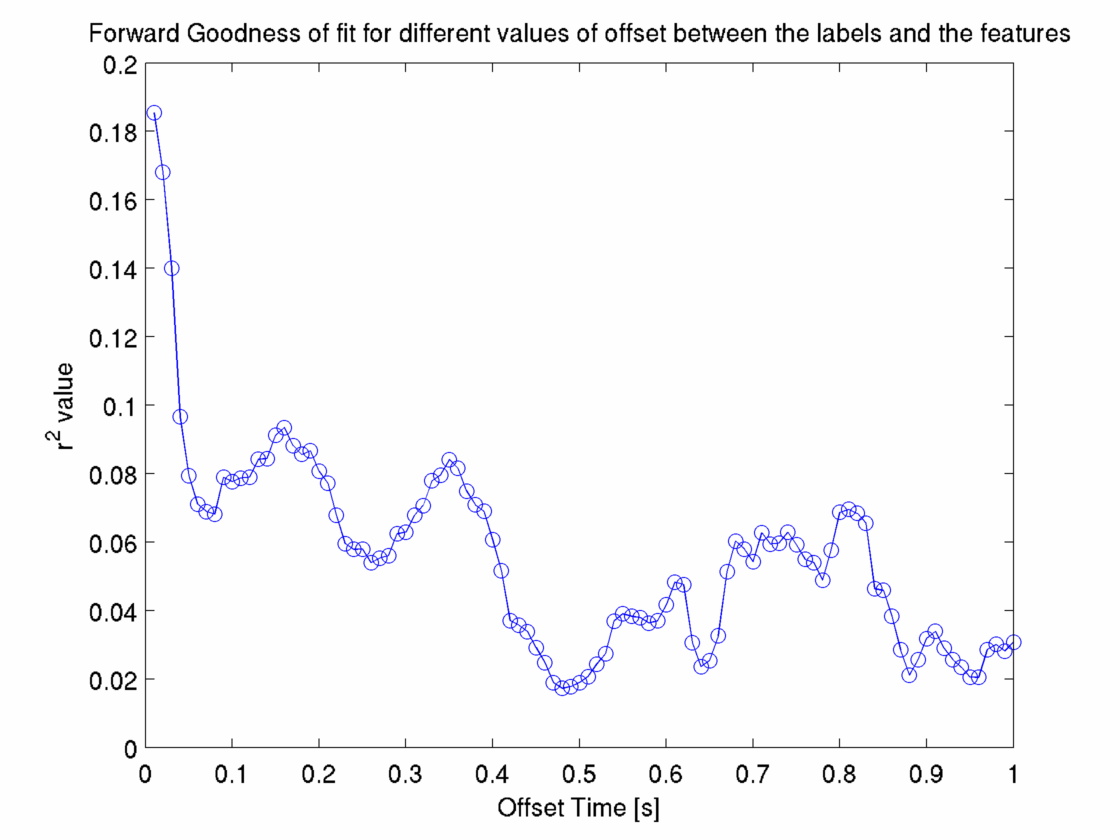 Forward Goodness of fit for different values of offset between the labels and the features
0.2
0.18
0.16
0.14
0.12
0.1
0.08
0.06
0.04
0.02
0
r² value
0 0.1 0.2 0.3 0.4 0.5 0.6 0.7 0.8 0.9 1
Offset Time [s]